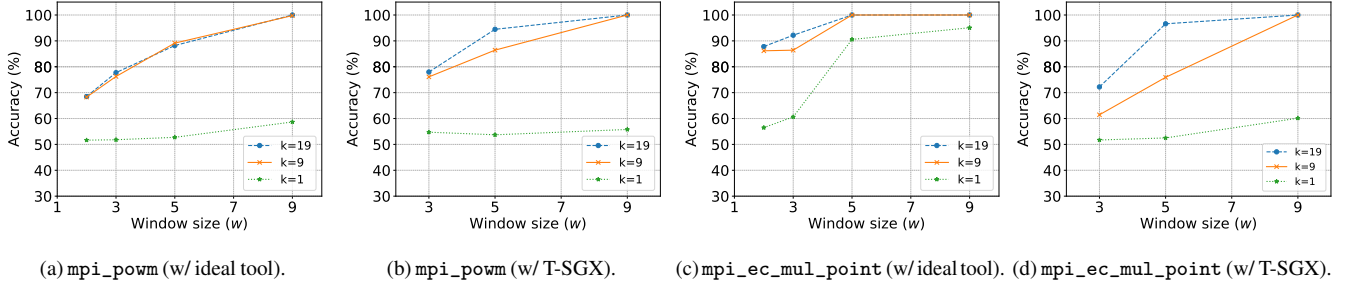 100
90
80
70
60
50
40
30
Accuracy (%)
1 3 5 7 9
Window size (w)
k=19
k=9
k=1
(a) mpi_powm (w/ ideal tool).
100
90
80
70
60
50
40
30
Accuracy (%)
3 5 7 9
Window size (w)
k=19
k=9
k=1
(b) mpi_powm (w/ T-SGX).
100
90
80
70
60
50
40
30
Accuracy (%)
1 3 5 7 9
Window size (w)
k=19
k=9
k=1
(c) mpi_ec_mul_point (w/ ideal tool).
100
90
80
70
60
50
40
30
Accuracy (%)
3 5 7 9
Window size (w)
k=19
k=9
k=1
(d) mpi_ec_mul_point (w/ T-SGX).